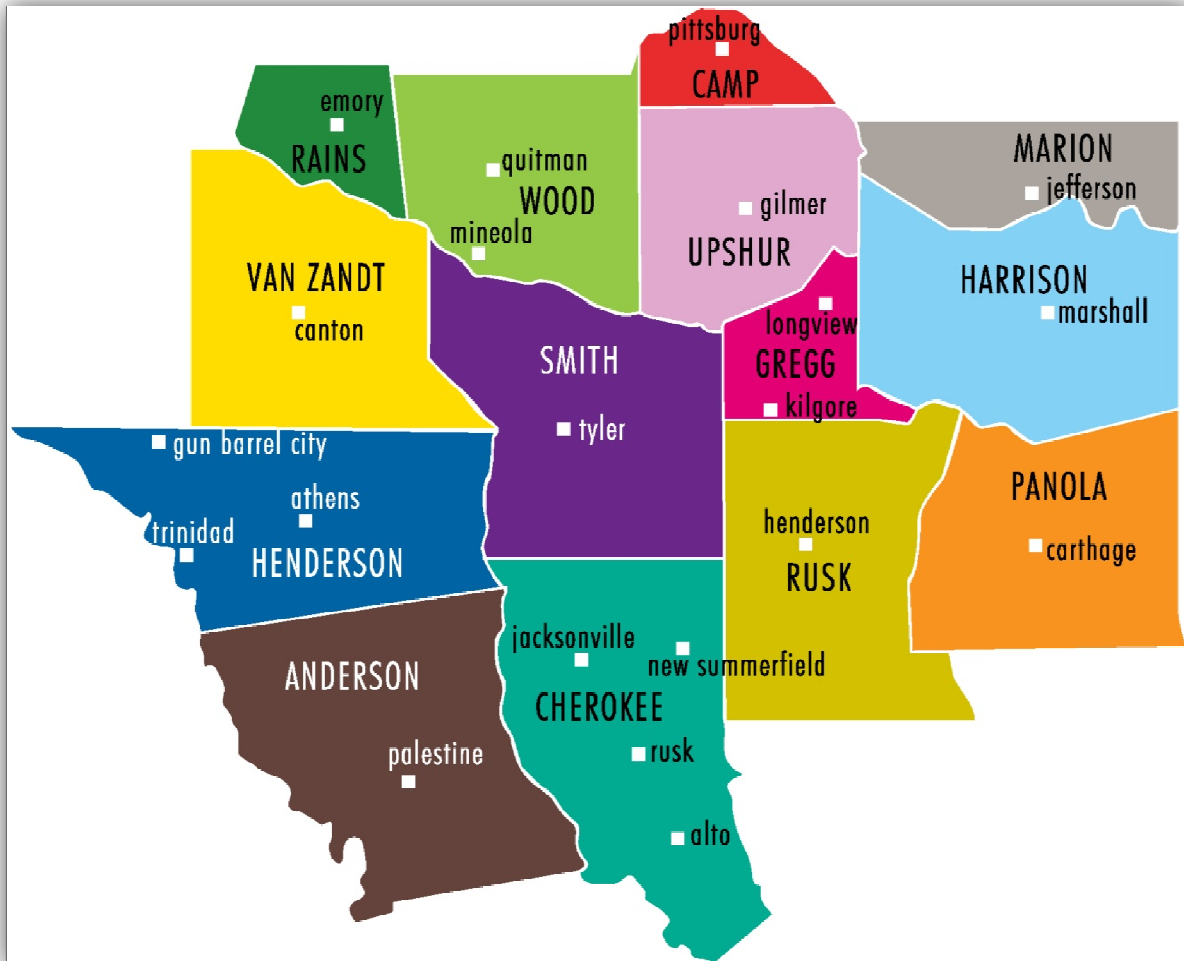 pittsburg
CAMP
emory
RAINS
quitman
WOOD
mineola
MARION
jefferson
gilmer
UPSHUR
VAN ZANDT
canton
HARRISON
marshall
longview
GREGG
kilgore
SMITH
tyler
gun barrel city
athens
trinidad
HENDERSON
PANOLA
carthage
henderson
RUSK
jacksonville
new summerfield
CHEROKEE
rusk
alto
ANDERSON
palestine